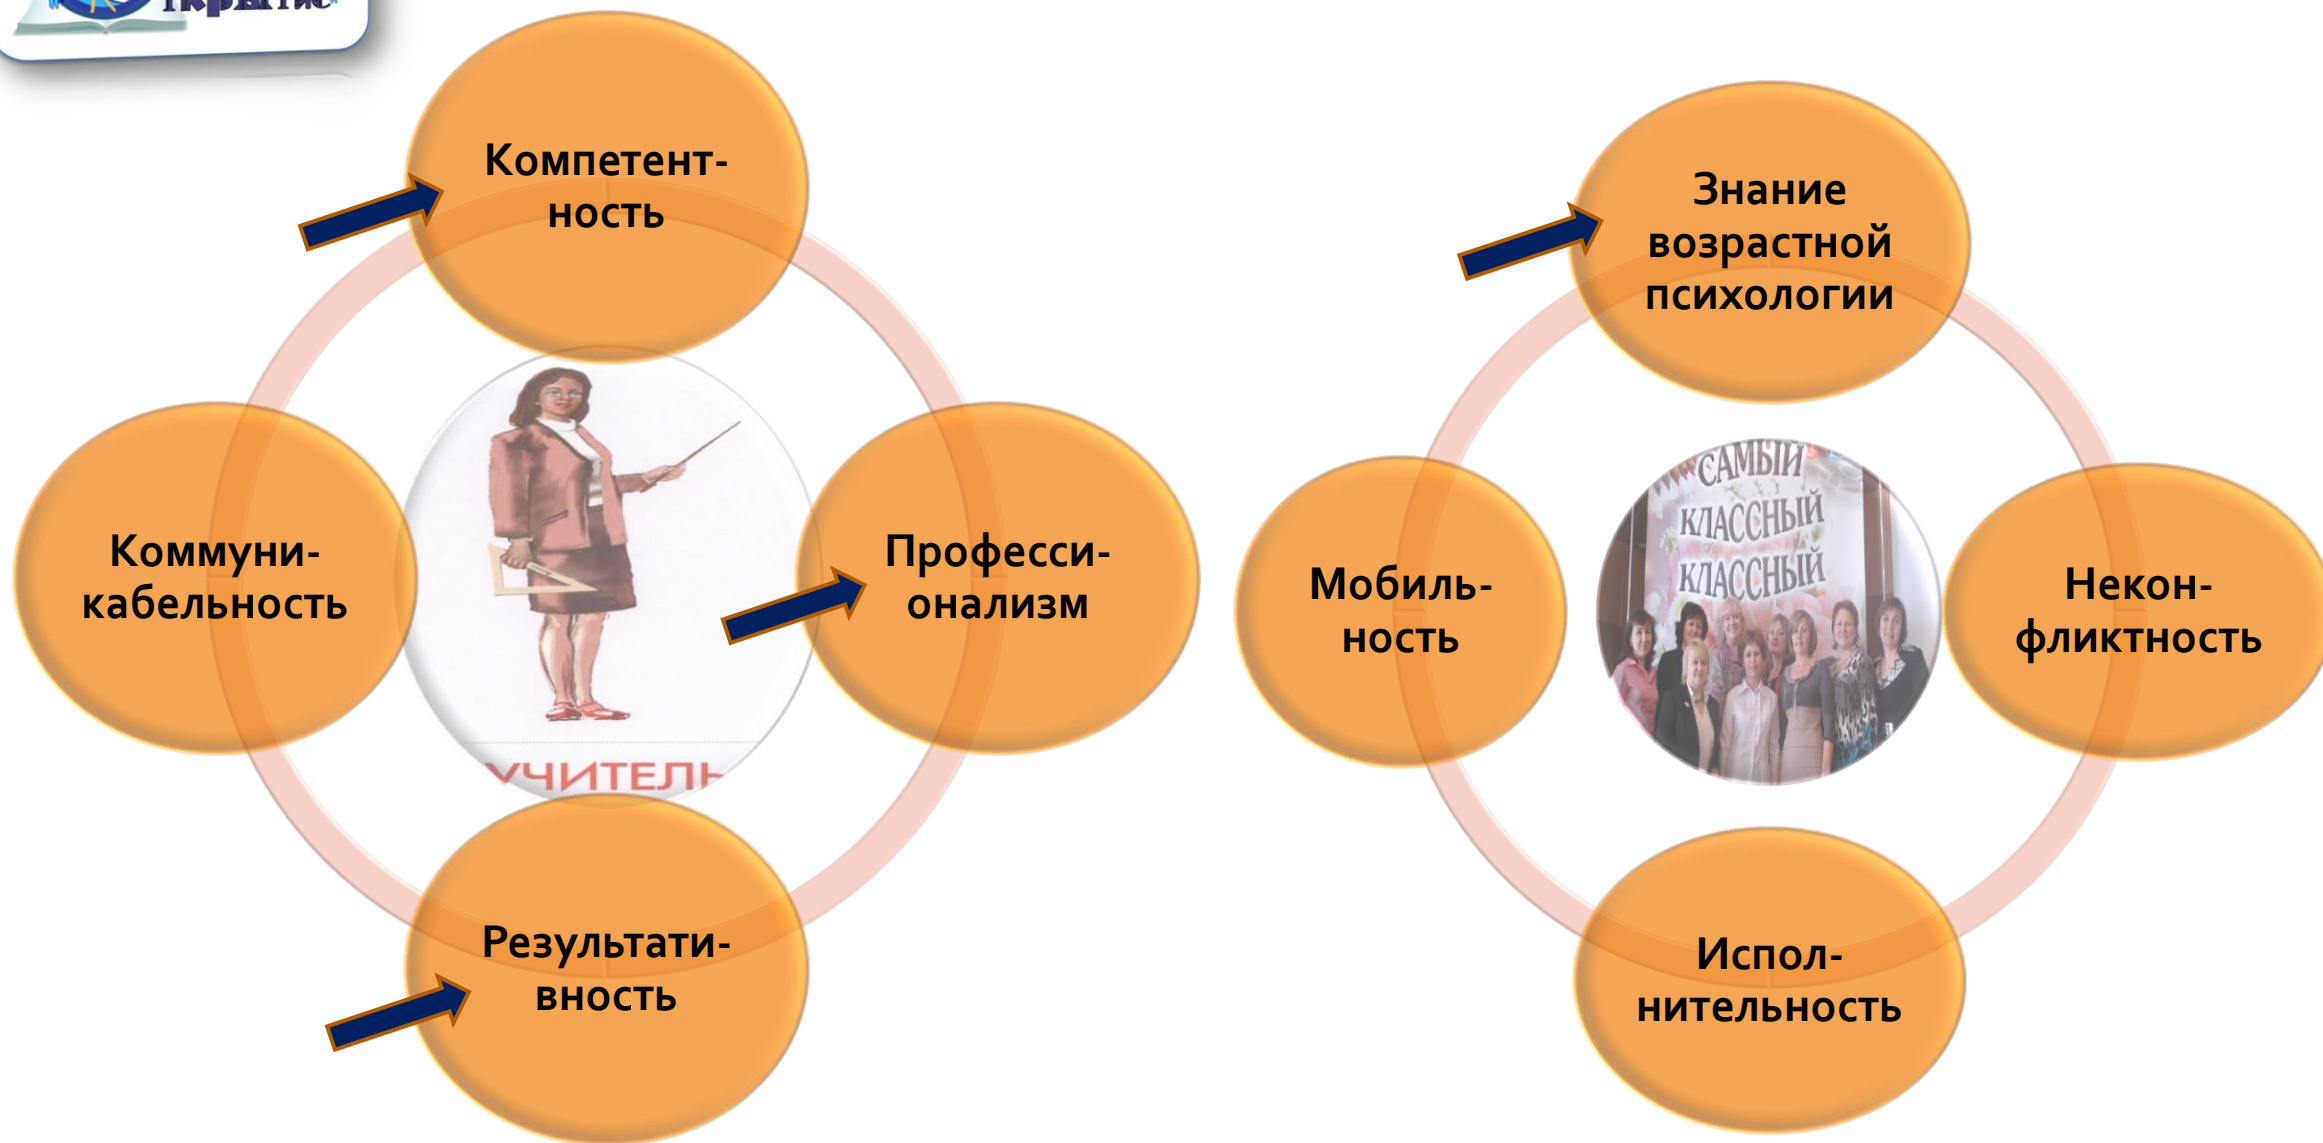 Компетент-
ность
Коммуни-
кабельность
Професси-
онализм
УЧИТЕЛЬ
Результати-
вность
Знание
возрастной
психологии
Мобиль-
ность
САМЫЙ
КЛАССНЫЙ
КЛАССНЫЙ
Некон-
фликтность
Испол-
нительность